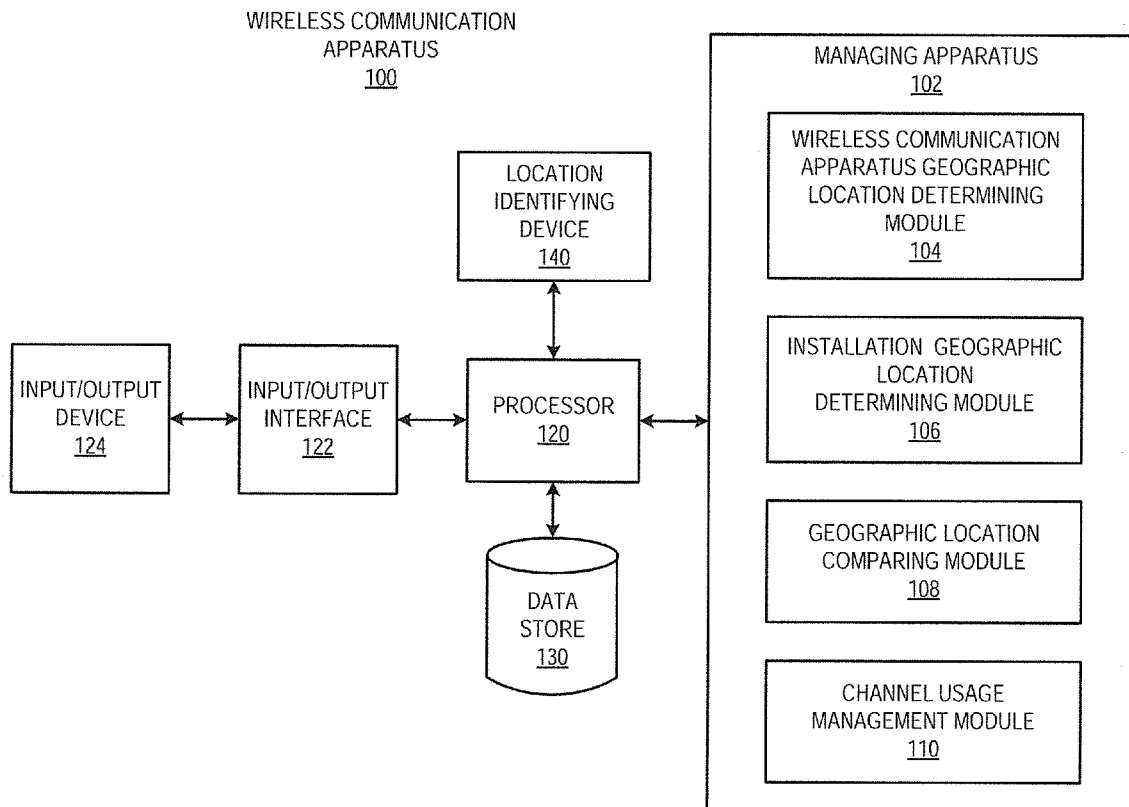 WIRELESS COMMUNICATION
APPARATUS
100
MANAGING APPARATUS
102
WIRELESS COMMUNICATION
APPARATUS GEOGRAPHIC
LOCATION DETERMINING
MODULE
104
LOCATION
IDENTIFYING
DEVICE
140
INPUT/OUTPUT
DEVICE
124
INPUT/OUTPUT
INTERFACE
122
PROCESSOR
120
INSTALLATION GEOGRAPHIC
LOCATION
DETERMINING MODULE
106
DATA
STORE
130
GEOGRAPHIC LOCATION
COMPARING MODULE
108
CHANNEL USAGE
MANAGEMENT MODULE
110